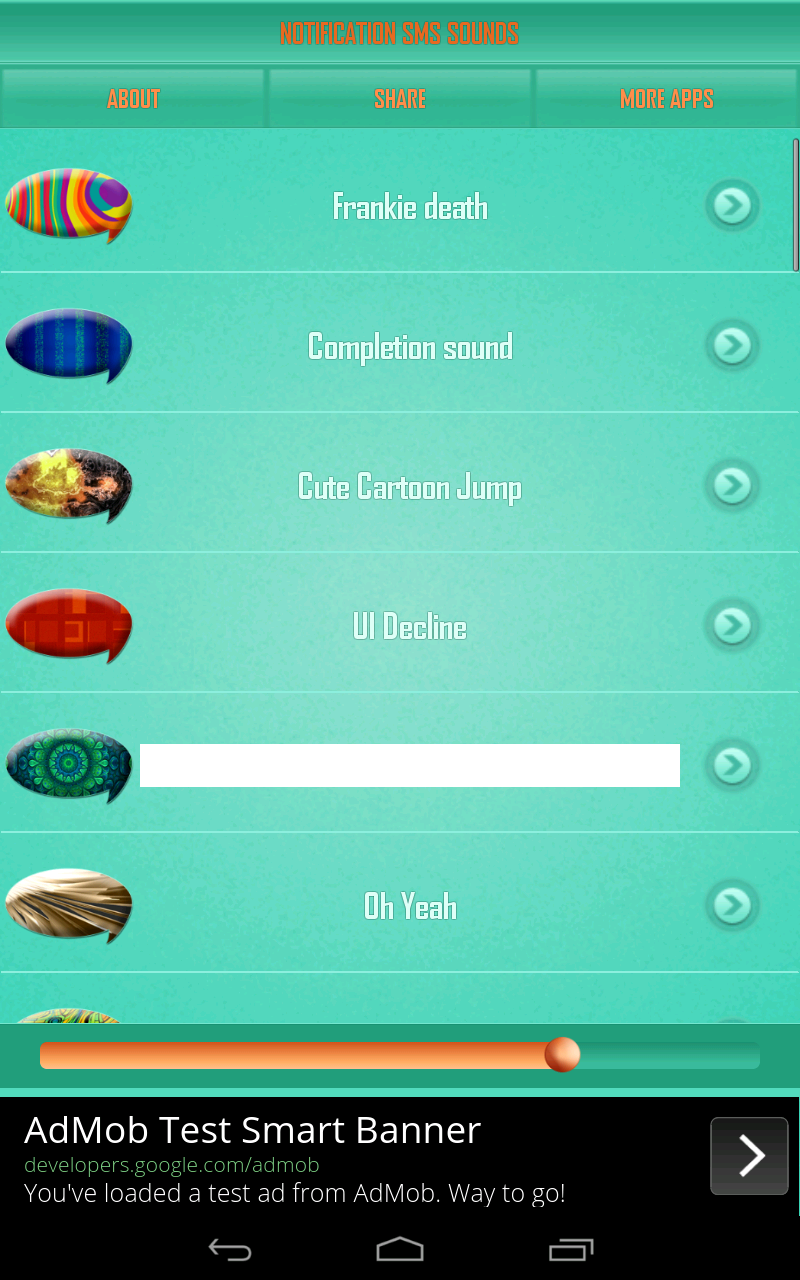 NOTIFICATION SMS SOUNDS
ABOUT
SHARE
MORE APPS
Frankie death
Completion sound
Cute Cartoon Jump
UI Decline
Oh Yeah
AdMob Test Smart Banner
developers.google.com/admob
You've loaded a test ad from AdMob. Way to go!